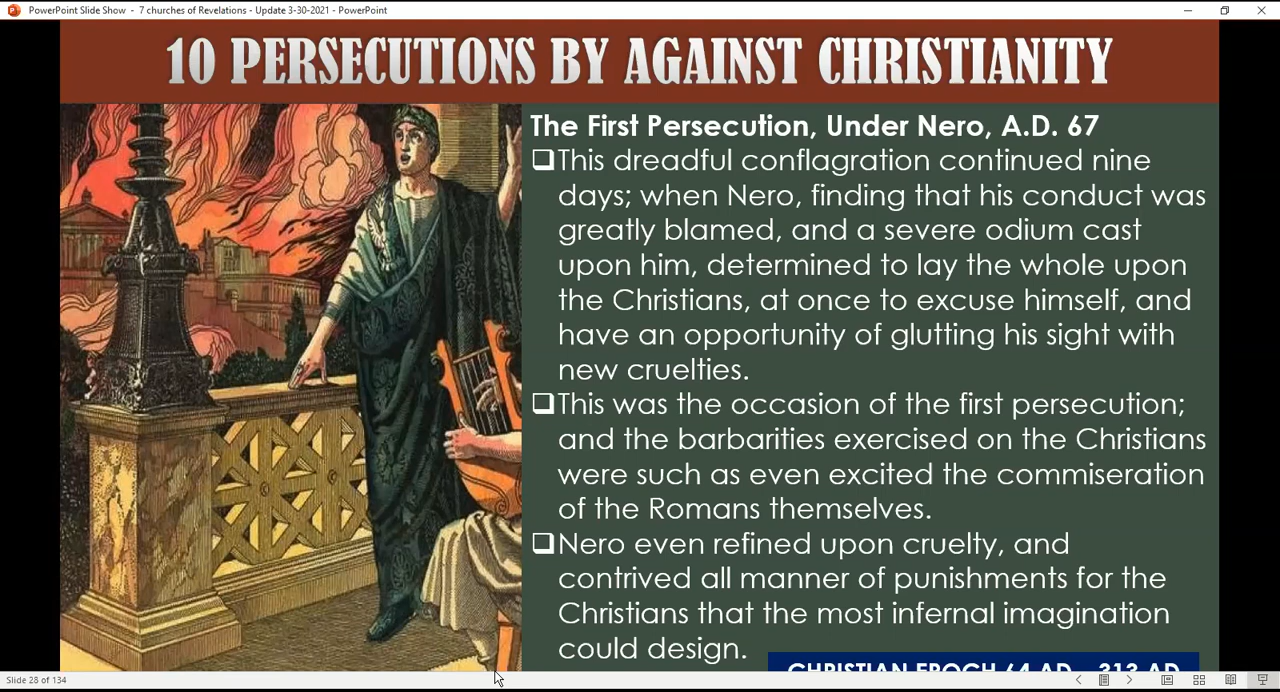 PowerPoint Slide Show - 7 churches of Revelations - Update 3-30-2021 - PowerPoint
10 PERSECUTIONS BY AGAINST CHRISTIANITY
The First Persecution, Under Nero, A.D. 67
This dreadful conflagration continued nine
days; when Nero, finding that his conduct was
greatly blamed, and a severe odium cast
upon him, determined to lay the whole upon
the Christians, at once to excuse himself, and
have an opportunity of glutting his sight with
new cruelties.
This was the occasion of the first persecution;
and the barbarities exercised on the Christians
were such as even excited the commiseration
of the Romans themselves.
Nero even refined upon cruelty, and
contrived all manner of punishments for the
Christians that the most infernal imagination
could design.
CHRISTIAN EPOCH 64 AD - 313 AD
Slide 28 of 134